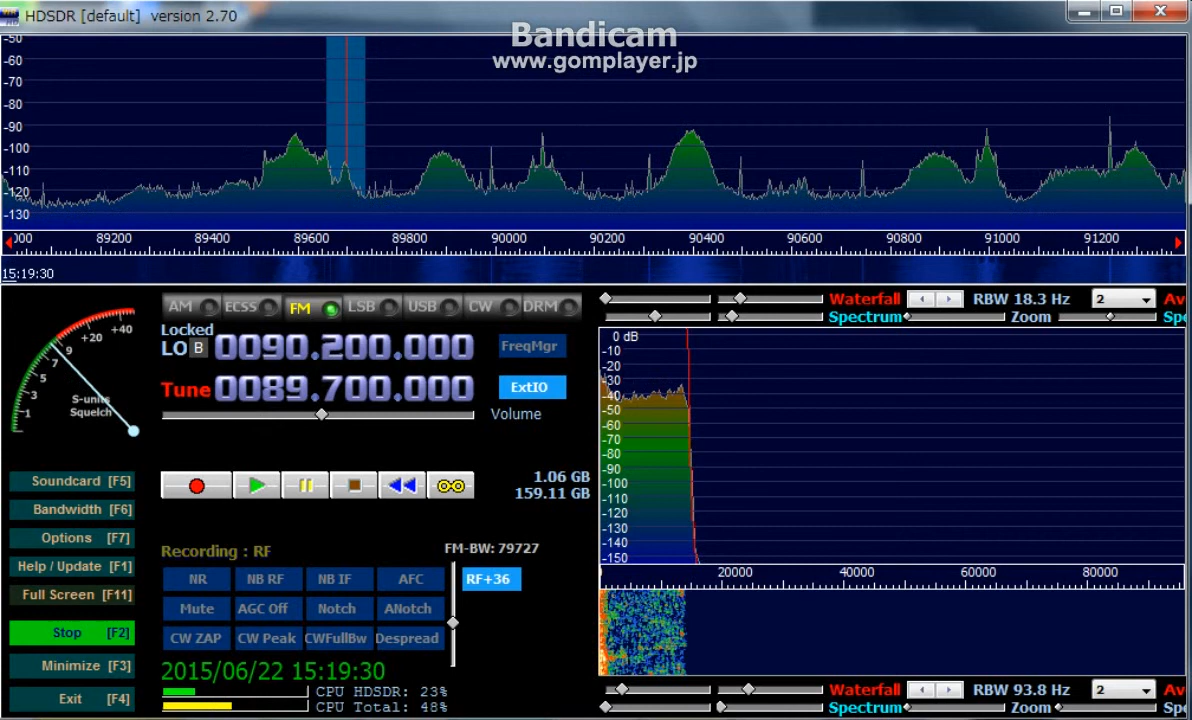 HDSDR [default]  version 2.70
Bandicam
www.gomplayer.jp
-50
-60
-70
-80
-90
-100
-110
-120
-130
000 89200 89400 89600 89800 90000 90200 90400 90600 90800 91000 91200
15:19:30
AM ECSS FM LSB USB CW DRM
Locked
LO B 0090.200.000 FreqMgr
Tune 0089.700.000 ExtIO
Volume
1 3 5 7 9 +20 +40
S-units
Squelch
1.06 GB
159.11 GB
Soundcard [F5]
Bandwidth [F6]
Options [F7]
Help / Update [F1]
Full Screen [F11]
Stop [F2]
Minimize [F3]
Exit [F4]
Recording : RF
FM-BW: 79727
NR NB RF NB IF AFC RF+36
Mute AGC Off Notch ANotch
CW ZAP CW Peak CWFullBw Despread
2015/06/22 15:19:30
CPU HDSDR: 23%
CPU Total: 48%
Waterfall RBW 18.3 Hz 2 Av
Spectrum Zoom Spe
0 dB
-10
-20
-30
-40
-50
-60
-70
-80
-90
-100
-110
-120
-130
-140
-150
20000 40000 60000 80000
Waterfall RBW 93.8 Hz 2 Av
Spectrum Zoom Spe